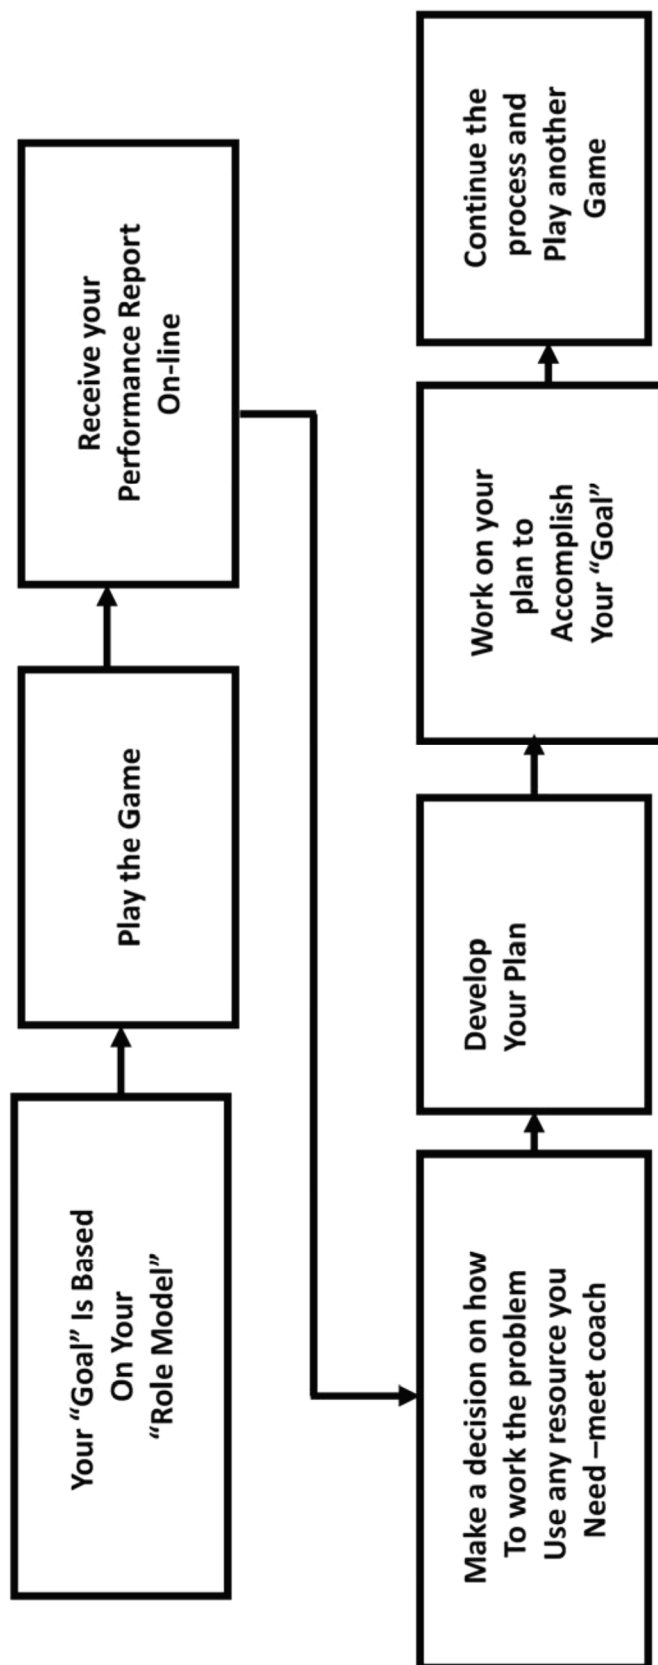 Your “Goal” Is Based
On Your
“Role Model”
Play the Game
Receive your
Performance Report
On-line
Make a decision on how
To work the problem
Use any resource you
Need –meet coach
Develop
Your Plan
Work on your
plan to
Accomplish
Your “Goal”
Continue the
process and
Play another
Game